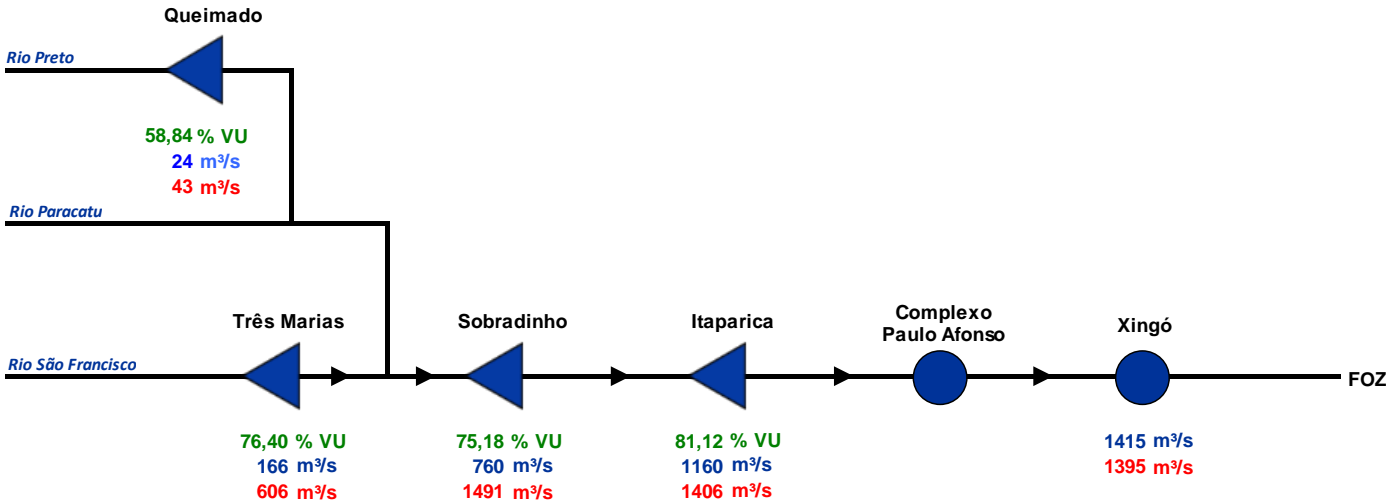 Queimado
Rio Preto
58,84 % VU
24 m³/s
43 m³/s
Rio Paracatu
Três Marias
Sobradinho
Itaparica
Complexo
Paulo Afonso
Xingó
Rio São Francisco
FOZ
76,40 % VU
166 m³/s
606 m³/s
75,18 % VU
760 m³/s
1491 m³/s
81,12 % VU
1160 m³/s
1406 m³/s
1415 m³/s
1395 m³/s